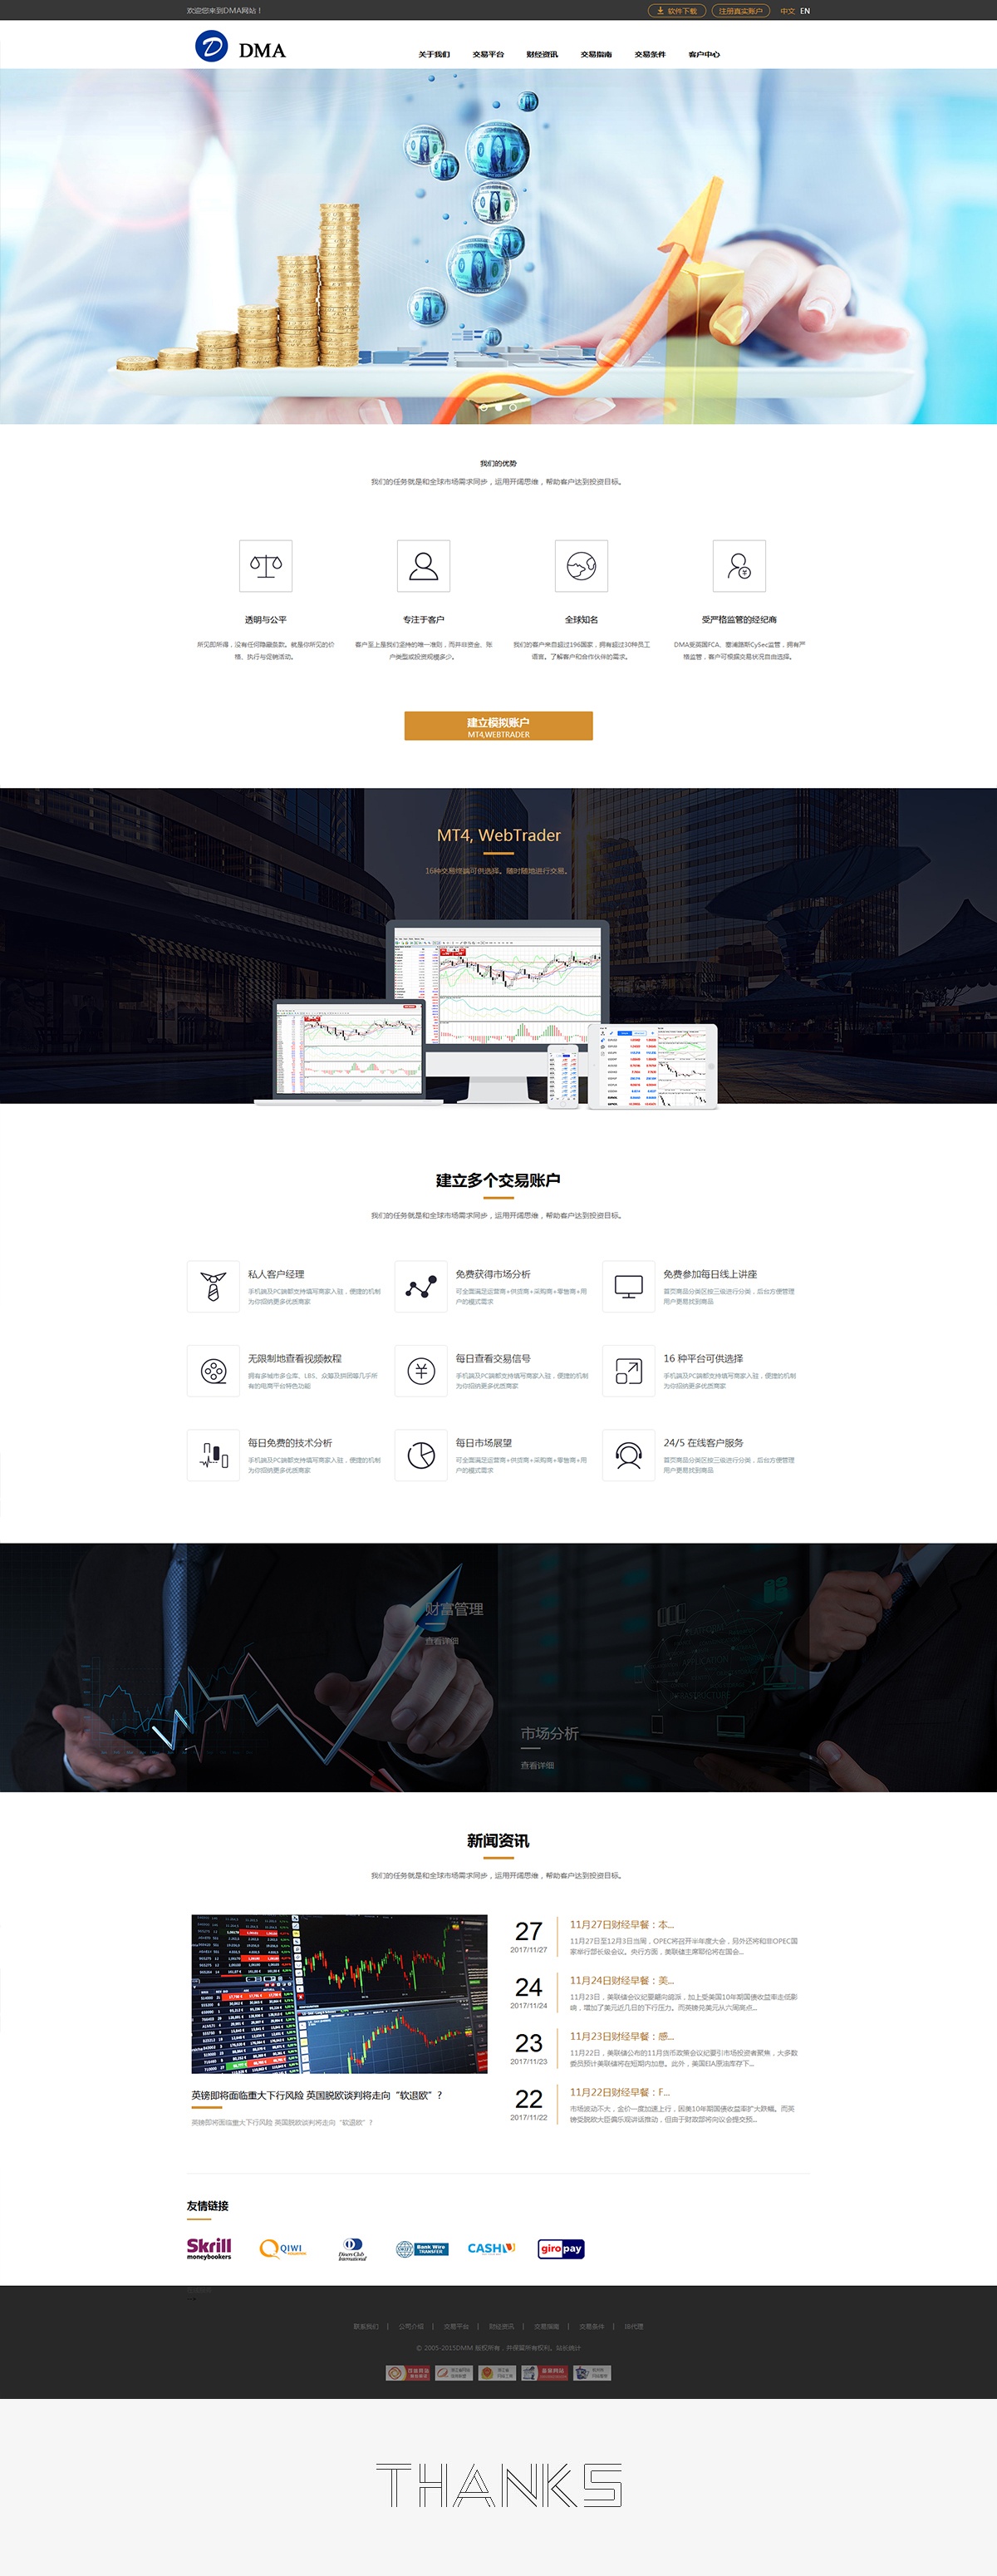 欢迎您来到DMA网站！
软件下载 注册真实账户 中文 EN
DMA
关于我们 交易平台 财经资讯 交易指南 交易条件 客户中心
我们的优势
我们的任务就是和全球市场需求同步，运用开阔思维，帮助客户达到投资目标。
透明与公平
所见即所得，没有任何隐藏条款。就是你所见的价
格、执行与促销活动。
专注于客户
客户至上是我们坚持的唯一准则，而并非资金、账
户类型或投资规模多少。
全球知名
我们的客户来自超过196国家，拥有超过30种员工
语言。了解客户和合作伙伴的需求。
受严格监管的经纪商
DMA受英国FCA、塞浦路斯CySec监管，拥有严
格监管，客户可根据交易状况自由选择。
建立模拟账户
MT4,WEBTRADER
MT4, WebTrader
16种交易终端可供选择。随时随地进行交易。
建立多个交易账户
我们的任务就是和全球市场需求同步，运用开阔思维，帮助客户达到投资目标。
私人客户经理
手机端及PC端都支持填写商家入驻，便捷的机制
为你招纳更多优质商家
免费获得市场分析
可全面满足运营商+供货商+采购商+零售商+用
户的模式需求
免费参加每日线上讲座
首页商品分类区按三级进行分类，后台方便管理
用户更易找到商品
无限制地查看视频教程
拥有多城市多仓库、LBS、众筹及拼团等几乎所
有的电商平台特色功能
每日查看交易信号
手机端及PC端都支持填写商家入驻，便捷的机制
为你招纳更多优质商家
16 种平台可供选择
手机端及PC端都支持填写商家入驻，便捷的机制
为你招纳更多优质商家
每日免费的技术分析
手机端及PC端都支持填写商家入驻，便捷的机制
为你招纳更多优质商家
每日市场展望
可全面满足运营商+供货商+采购商+零售商+用
户的模式需求
24/5 在线客户服务
首页商品分类区按三级进行分类，后台方便管理
用户更易找到商品
财富管理
查看详细
市场分析
查看详细
新闻资讯
我们的任务就是和全球市场需求同步，运用开阔思维，帮助客户达到投资目标。
英镑即将面临重大下行风险 英国脱欧谈判将走向“软退欧”？
英镑即将面临重大下行风险 英国脱欧谈判将走向“软退欧”？
27
2017/11/27
11月27日财经早餐：本...
11月27日至12月3日当周，OPEC将召开半年度大会，另外还将和非OPEC国
家举行部长级会议。央行方面，美联储主席耶伦将在国会...
24
2017/11/24
11月24日财经早餐：美...
11月23日，美联储会议纪要偏向鸽派，加上受美国10年期国债收益率走低影
响，增加了美元近几日的下行压力。而英镑兑美元从六周高点...
23
2017/11/23
11月23日财经早餐：感...
11月22日，美联储公布的11月货币政策会议纪要引市场投资者聚焦，大多数
委员预计美联储将在短期内加息。此外，美国EIA原油库存下...
22
2017/11/22
11月22日财经早餐：F...
市场波动不大，金价一度加速上行，因美10年期国债收益率扩大跌幅。而英
镑受脱欧大臣偏乐观讲话推动，但由于财政部将向议会提交预...
友情链接
Skrill
moneybookers
QIWI
Diners Club
International
Bank Wire
TRANSFER
CASHU
giropay
联系我们 | 公司介绍 | 交易平台 | 财经资讯 | 交易指南 | 交易条件 | IB代理
© 2005-2015DMM 版权所有，并保留所有权利。站长统计
THANKS